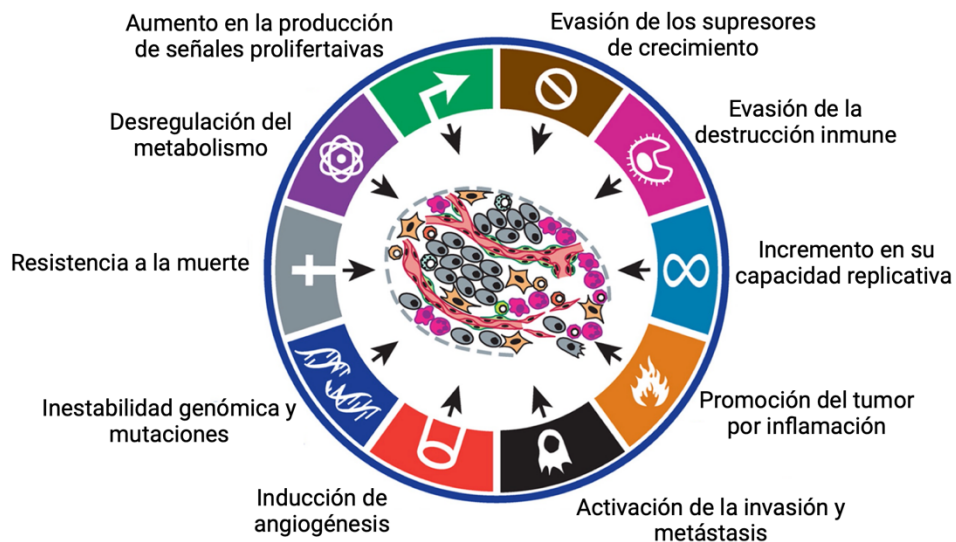 Aumento en la producción
de señales prolifertaivas
Evasión de los supresores
de crecimiento
Desregulación del
metabolismo
Evasión de la
destrucción inmune
Resistencia a la muerte
Incremento en su
capacidad replicativa
Inestabilidad genómica y
mutaciones
Promoción del tumor
por inflamación
Inducción de
angiogénesis
Activación de la invasión y
metástasis